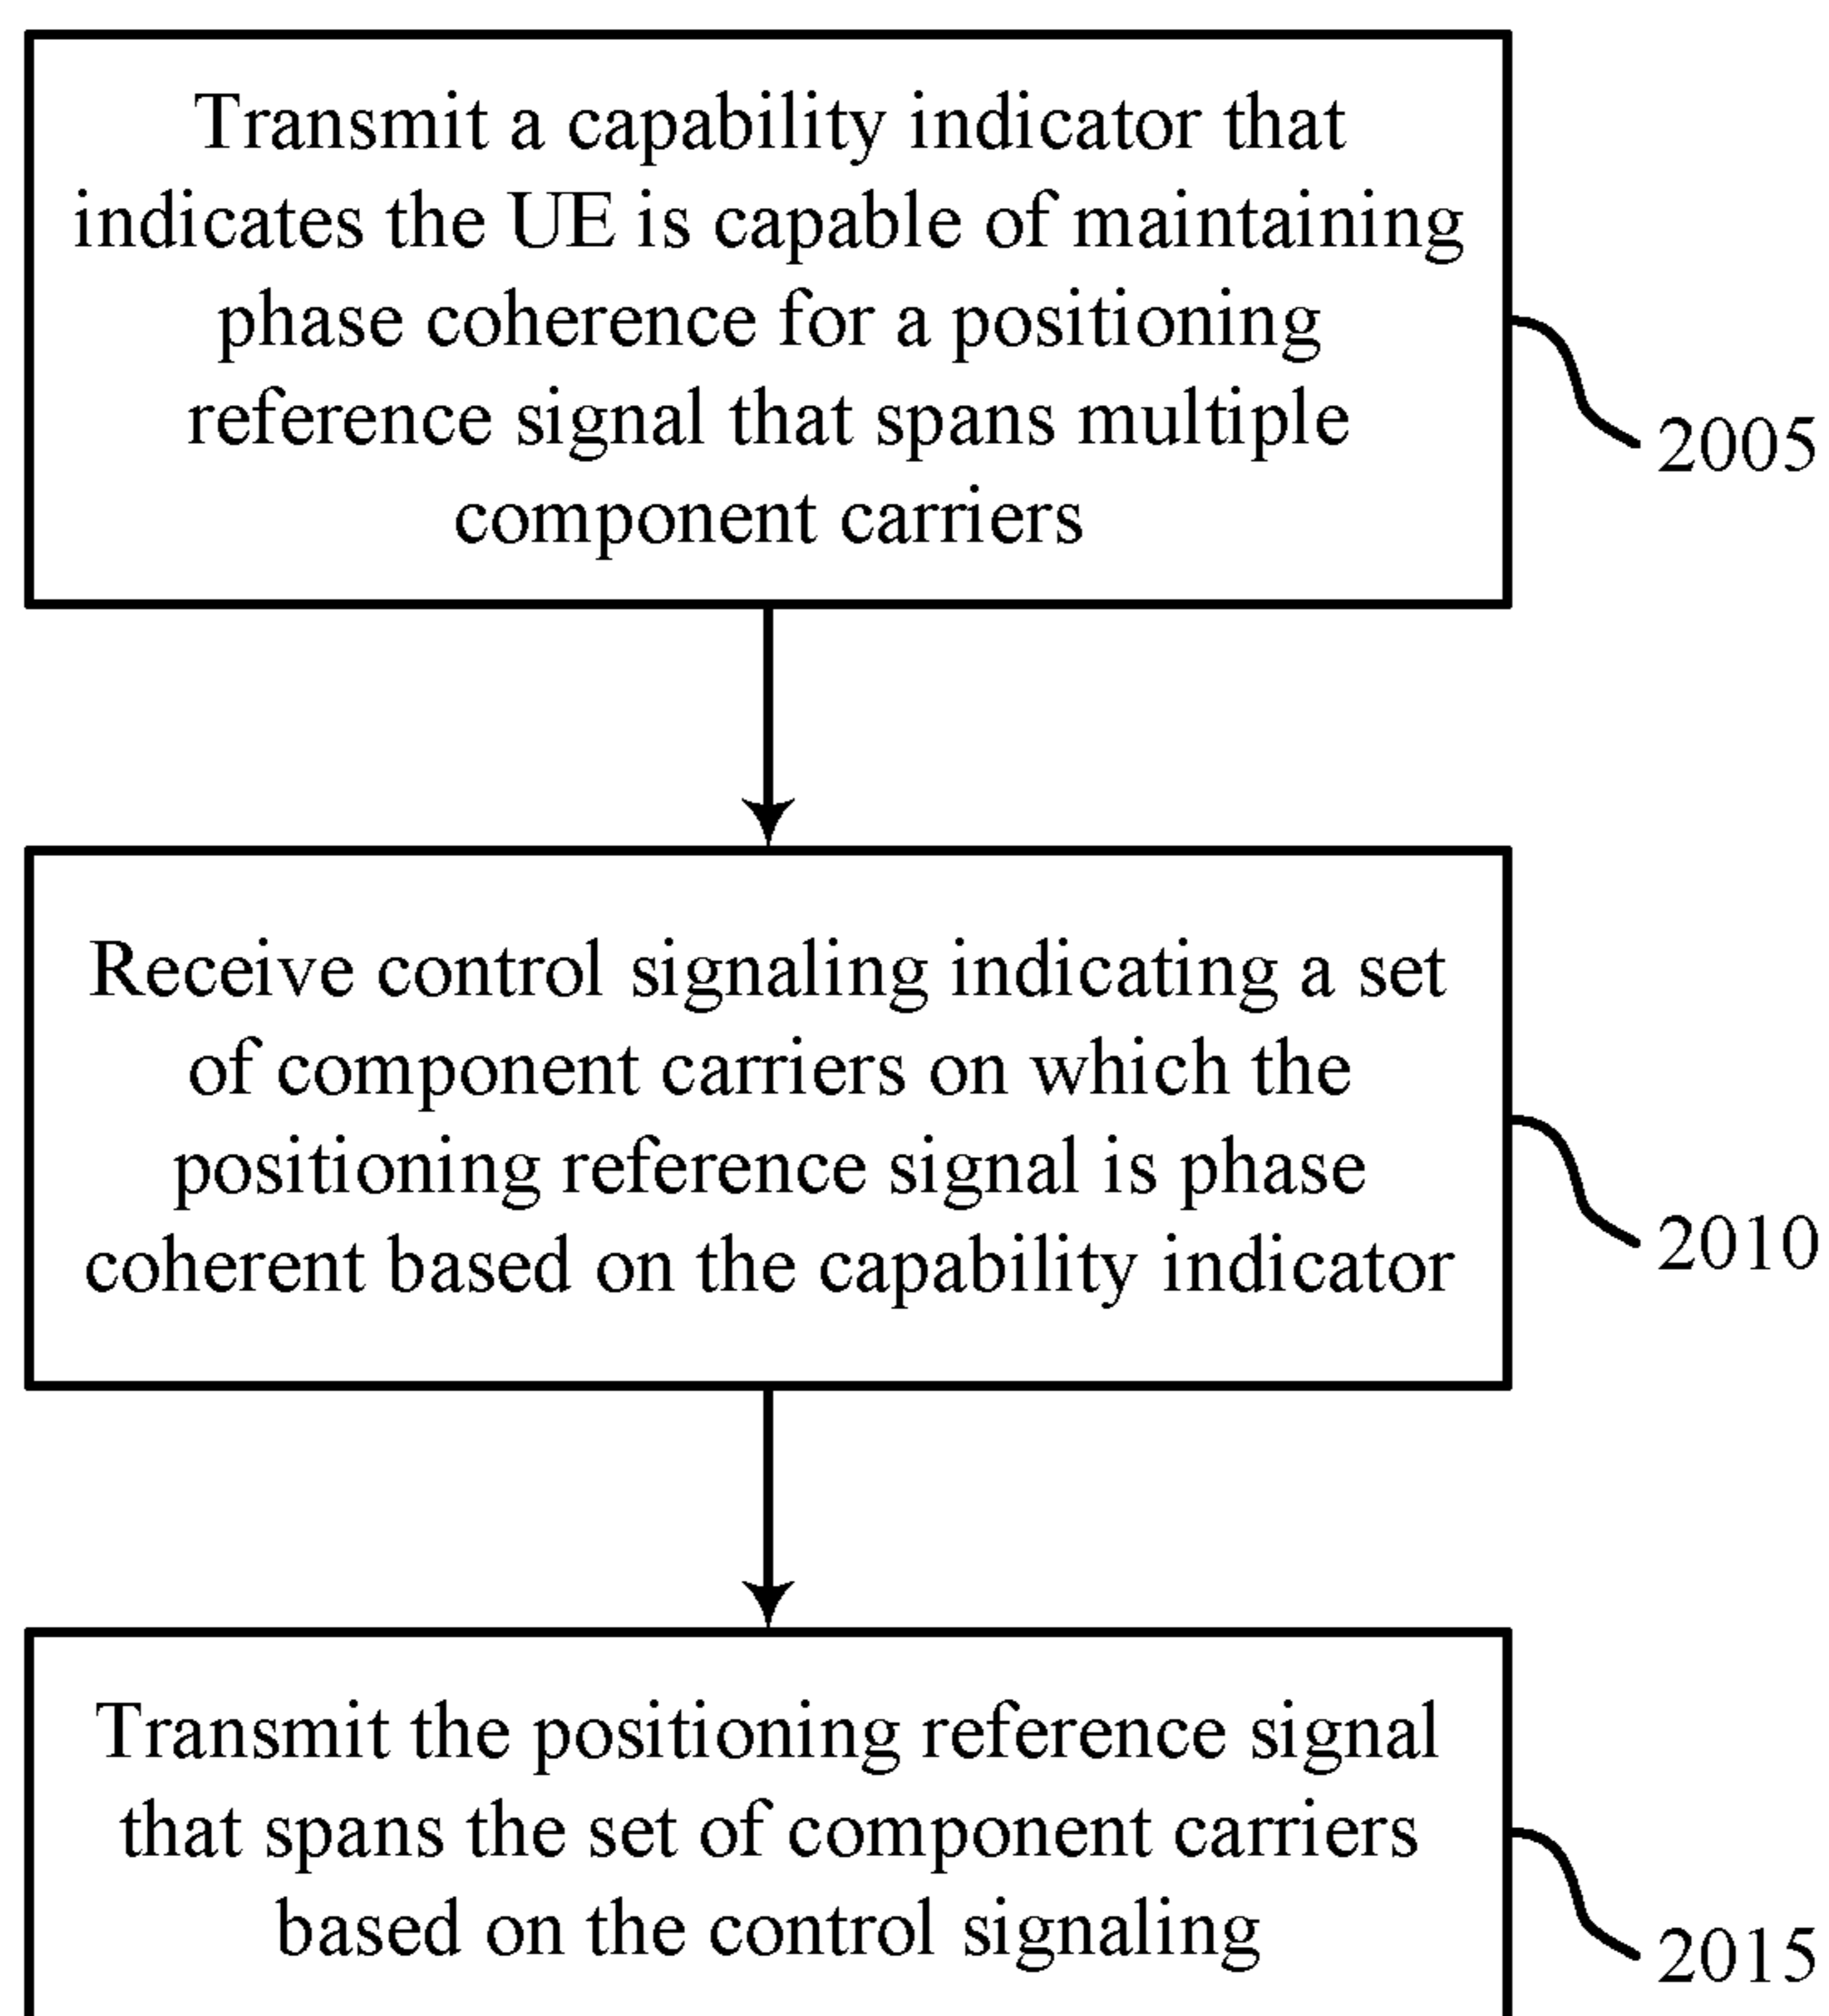 Transmit a capability indicator that
indicates the UE is capable of maintaining
phase coherence for a positioning
reference signal that spans multiple
component carriers
2005
Receive control signaling indicating a set
of component carriers on which the
positioning reference signal is phase
coherent based on the capability indicator
2010
Transmit the positioning reference signal
that spans the set of component carriers
based on the control signaling
2015